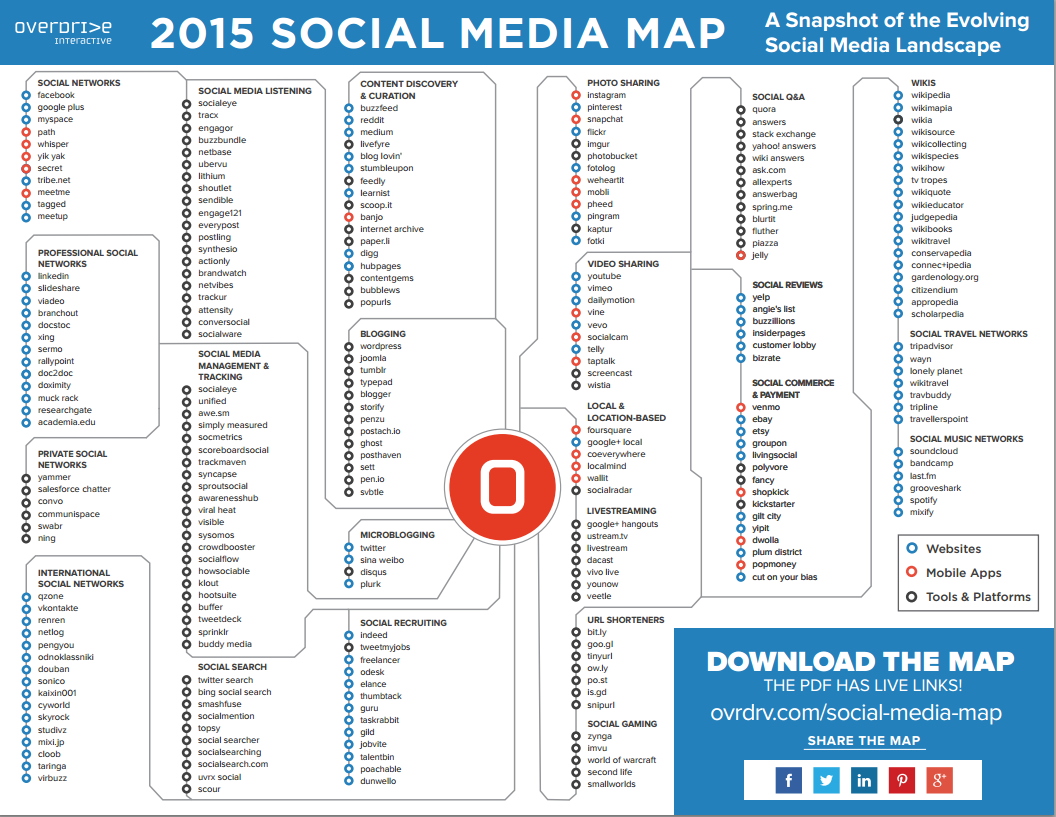 overdrive
INTERACTIVE
2015 SOCIAL MEDIA MAP
A Snapshot of the Evolving
Social Media Landscape
SOCIAL NETWORKS
facebook
google plus
myspace
path
whisper
yik yak
secret
tribe.net
meetme
tagged
meetup
PROFESSIONAL SOCIAL
NETWORKS
linkedin
slideshare
viadeo
branchout
docstoc
xing
sermo
rallypoint
doc2doc
doximity
muck rack
researchgate
academia.edu
PRIVATE SOCIAL
NETWORKS
yammer
salesforce chatter
convo
communispace
swabr
ning
INTERNATIONAL
SOCIAL NETWORKS
qzone
vkontakte
renren
netlog
pengyou
odnoklassniki
douban
sonico
kaixin001
cyworld
skyrock
studivz
mixi.jp
cloob
taringa
virbuzz
SOCIAL MEDIA LISTENING
socialeye
tracx
engagor
buzzbundle
netbase
ubervu
lithium
shoutlet
sendible
engage121
everypost
postling
synthesio
actionly
brandwatch
netvibes
trackur
attensity
conversocial
socialware
SOCIAL MEDIA
MANAGEMENT &
TRACKING
socialeye
unified
awe.sm
simply measured
socmetrics
scoreboardsocial
trackmaven
syncapse
sproutsocial
awarenesshub
viral heat
visible
sysomos
crowdbooster
socialflow
howsociable
klout
hootsuite
buffer
tweetdeck
sprinklr
buddy media
SOCIAL SEARCH
twitter search
bing social search
smashfuse
socialmention
topsy
social searcher
socialsearching
socialsearch.com
uvrx social
scour
CONTENT DISCOVERY
& CURATION
buzzfeed
reddit
medium
livefyre
blog lovin'
stumbleupon
feedly
learnist
scoop.it
banjo
internet archive
paper.li
digg
hubpages
contentgems
bubblews
popurls
BLOGGING
wordpress
joomla
tumblr
typepad
blogger
storify
penzu
postach.io
ghost
posthaven
sett
pen.io
svbtle
MICROBLOGGING
twitter
sina weibo
disqus
plurk
SOCIAL RECRUITING
indeed
tweetmyjobs
freelancer
odesk
elance
thumbtack
guru
taskrabbit
gild
jobvite
talentbin
poachable
dunwello
PHOTO SHARING
instagram
pinterest
snapchat
flickr
imgur
photobucket
fotolog
weheartit
mobli
pheed
pingram
kaptur
fotki
VIDEO SHARING
youtube
vimeo
dailymotion
vine
vevo
socialcam
telly
taptalk
screencast
wistia
LOCAL &
LOCATION-BASED
foursquare
google+ local
coeverywhere
localmind
wallit
socialradar
LIVESTREAMING
google+ hangouts
ustream.tv
livestream
dacast
vivo live
younow
veetle
URL SHORTENERS
bit.ly
goo.gl
tinyurl
ow.ly
po.st
is.gd
snipurl
SOCIAL GAMING
zynga
imvu
world of warcraft
second life
smallworlds
SOCIAL Q&A
quora
answers
stack exchange
yahoo! answers
wiki answers
ask.com
allexperts
answerbag
spring.me
blurtit
fluther
piazza
jelly
SOCIAL REVIEWS
yelp
angie's list
buzzillions
insiderpages
customer lobby
bizrate
SOCIAL COMMERCE
& PAYMENT
venmo
ebay
etsy
groupon
livingsocial
polyvore
fancy
shopkick
kickstarter
gilt city
yipit
dwolla
plum district
popmoney
cut on your bias
WIKIS
wikipedia
wikimapia
wikia
wikisource
wikicollecting
wikispecies
wikihow
tv tropes
wikiquote
wikieducator
judgepedia
wikibooks
wikitravel
conservapedia
connec+ipedia
gardenology.org
citizendium
appropedia
scholarpedia
SOCIAL TRAVEL NETWORKS
tripadvisor
wayn
lonely planet
wikitravel
travbuddy
tripline
travellerspoint
SOCIAL MUSIC NETWORKS
soundcloud
bandcamp
last.fm
grooveshark
spotify
mixify
Websites
Mobile Apps
Tools & Platforms
DOWNLOAD THE MAP
THE PDF HAS LIVE LINKS!
ovrdrv.com/social-media-map
SHARE THE MAP